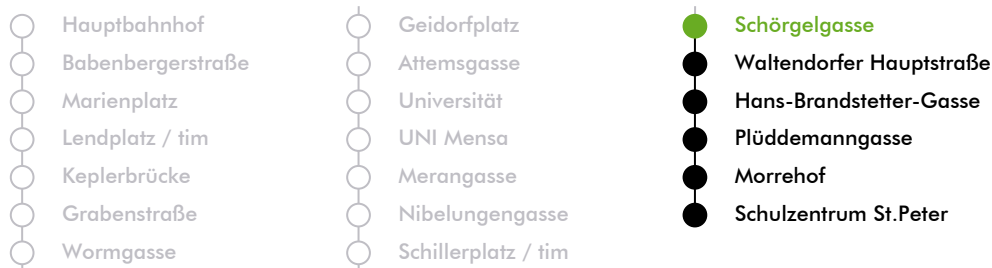 Hauptbahnhof
Babenbergerstraße
Marienplatz
Lendplatz / tim
Keplerbrücke
Grabenstraße
Wormgasse
Geidorfplatz
Attemsgasse
Universität
UNI Mensa
Merangasse
Nibelungengasse
Schillerplatz / tim
Schörgelgasse
Waltendorfer Hauptstraße
Hans-Brandstetter-Gasse
Plüddemanngasse
Morrehof
Schulzentrum St.Peter